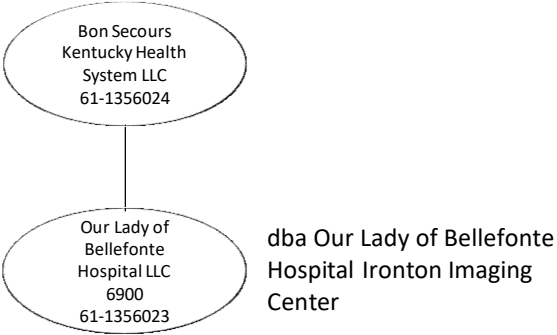 Bon Secours
Kentucky Health
System LLC
61-1356024
Our Lady of
Bellefonte
Hospital LLC
6900
61-1356023
dba Our Lady of Bellefonte
Hospital Ironton Imaging
Center